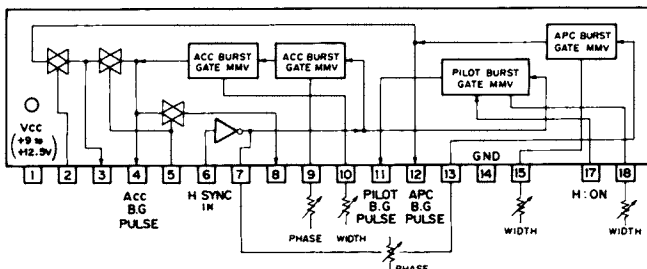 APC BURST
GATE MMV
ACC BURST
GATE MMV
ACC BURST
GATE MMV
PILOT BURST
GATE MMV
VCC
(+9 to
+12.5V)
GND
1 2 3 4 5 6 7 8 9 10 11 12 13 14 15 17 18
ACC
B.G
PULSE
H SYNC
IN
PILOT
B.G
PULSE
APC
B.G
PULSE
H:ON
PHASE
WIDTH
WIDTH
WIDTH
PHASE